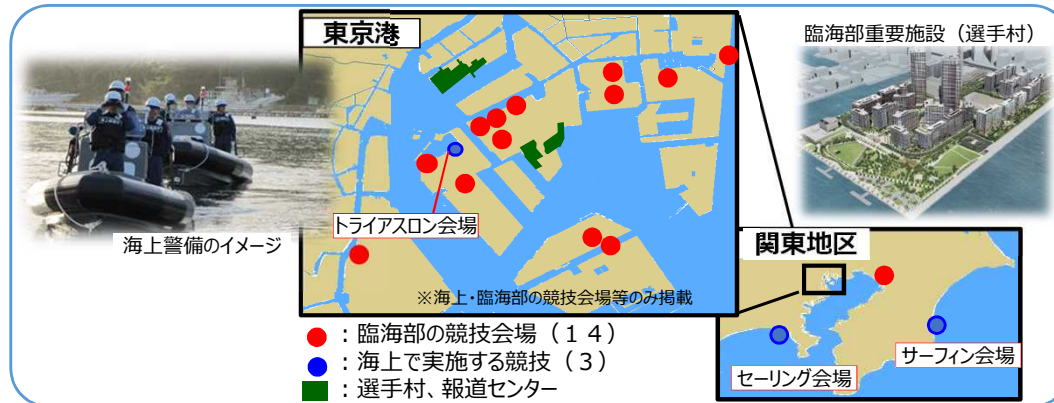 東京港
臨海部重要施設（選手村）
トライアスロン会場
海上警備のイメージ
関東地区
※海上・臨海部の競技会場等のみ掲載
：臨海部の競技会場（１４）
：海上で実施する競技（３）
：選手村、報道センター
サーフィン会場
セーリング会場